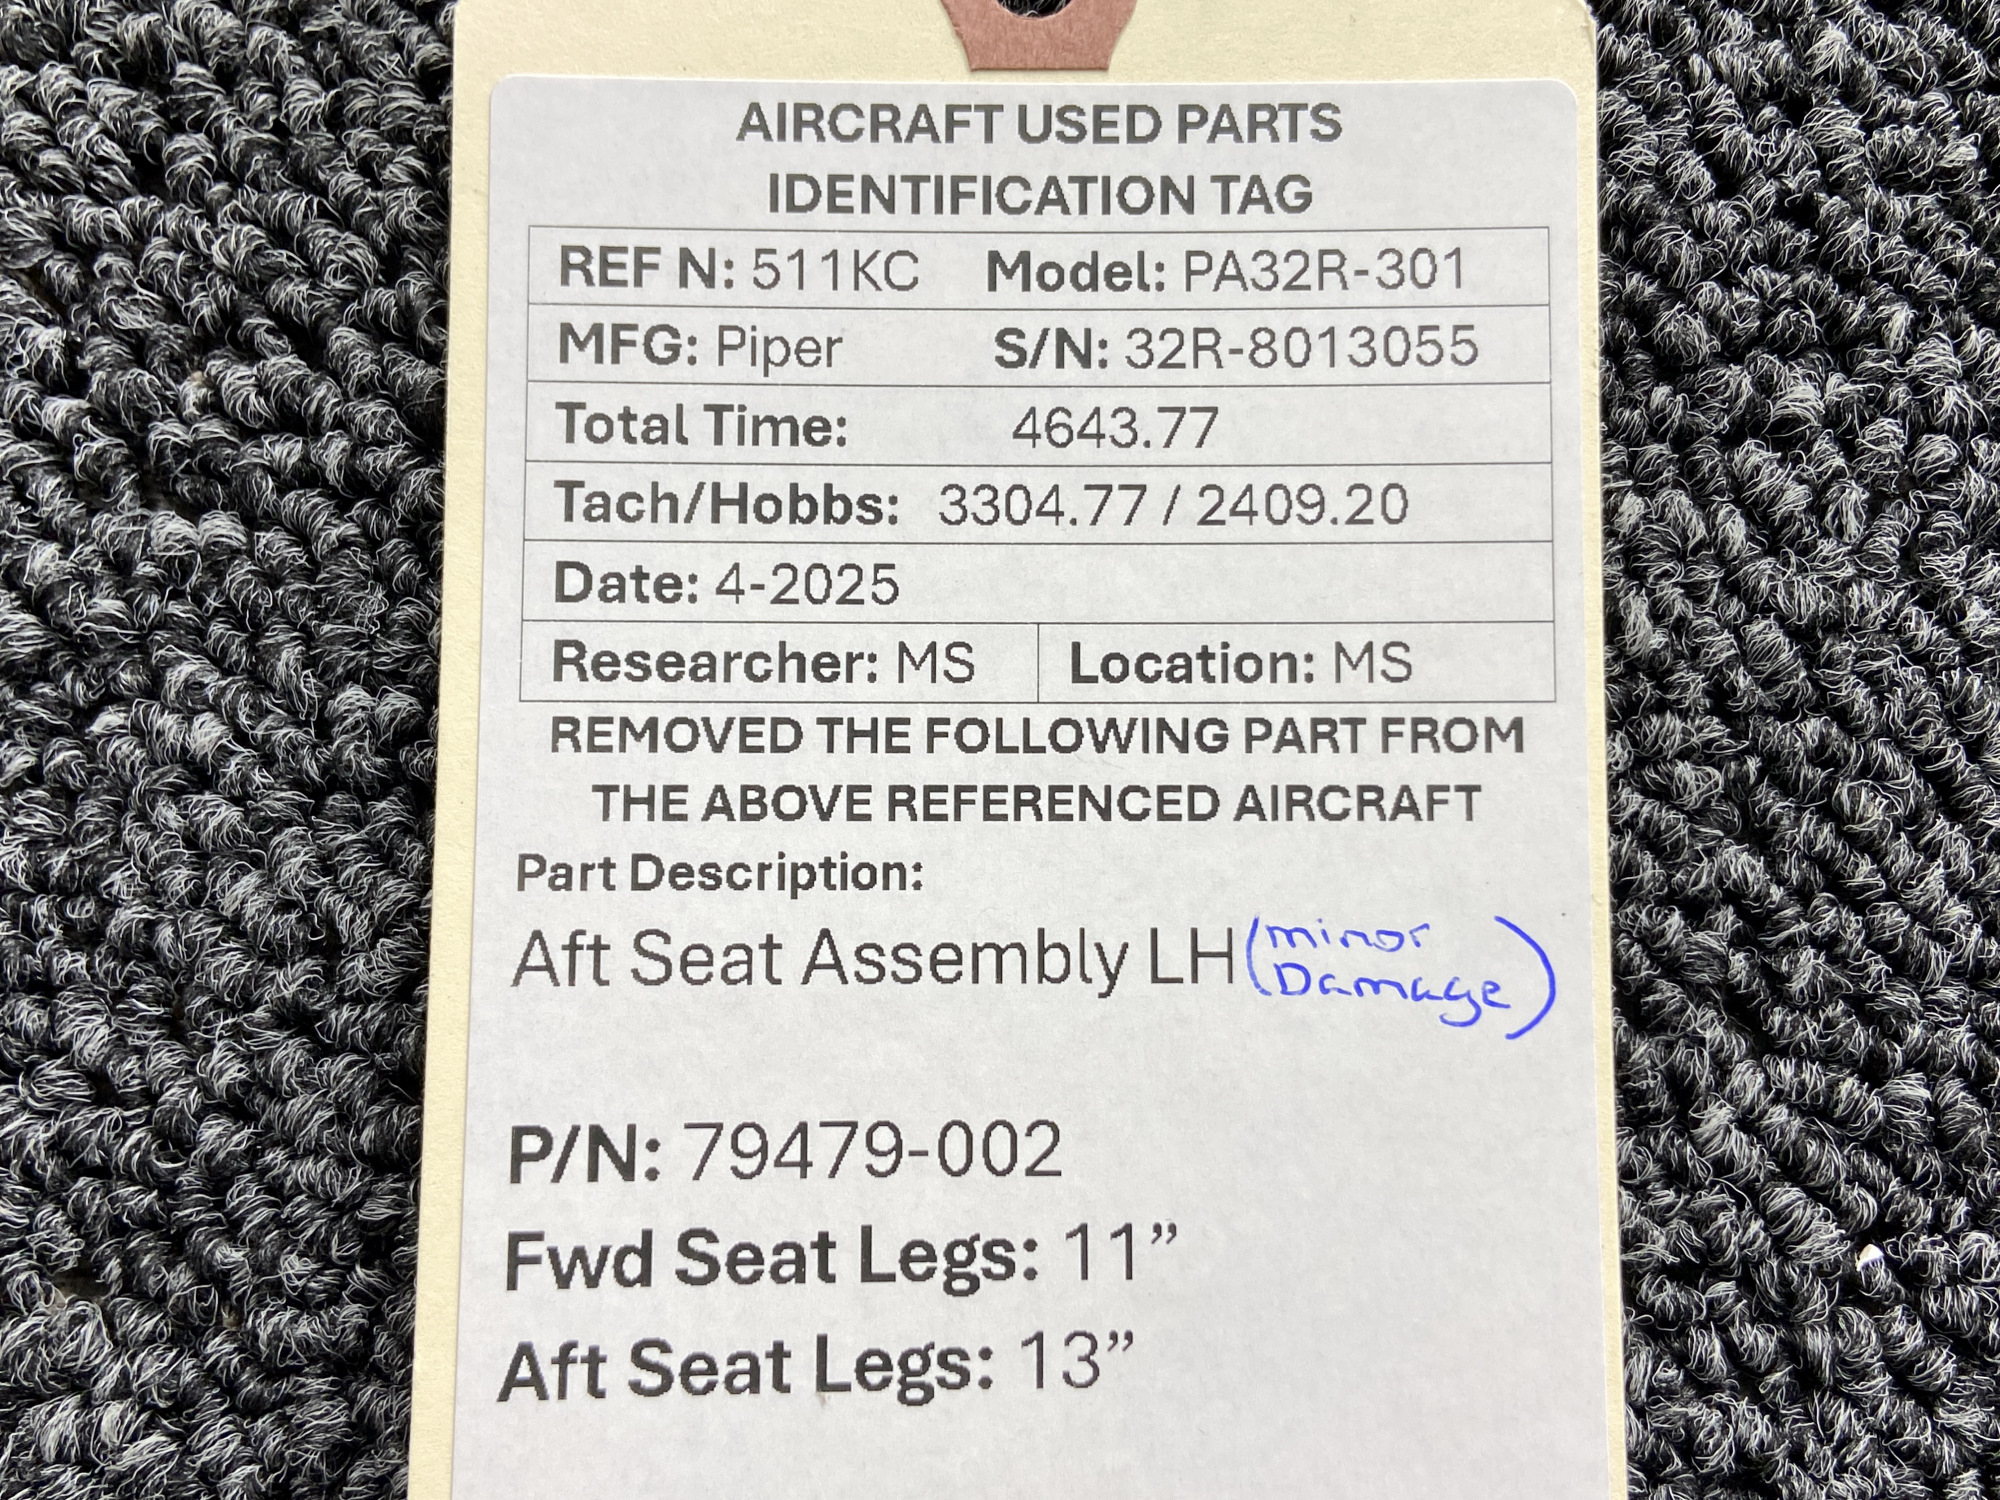 AIRCRAFT USED PARTS
IDENTIFICATION TAG
REF N: 511KC Model: PA32R-301
MFG: Piper S/N: 32R-8013055
Total Time: 4643.77
Tach/Hobbs: 3304.77 / 2409.20
Date: 4-2025
Researcher: MS Location: MS
REMOVED THE FOLLOWING PART FROM
THE ABOVE REFERENCED AIRCRAFT
Part Description:
Aft Seat Assembly LH (minor
Damage)
P/N: 79479-002
Fwd Seat Legs: 11”
Aft Seat Legs: 13”